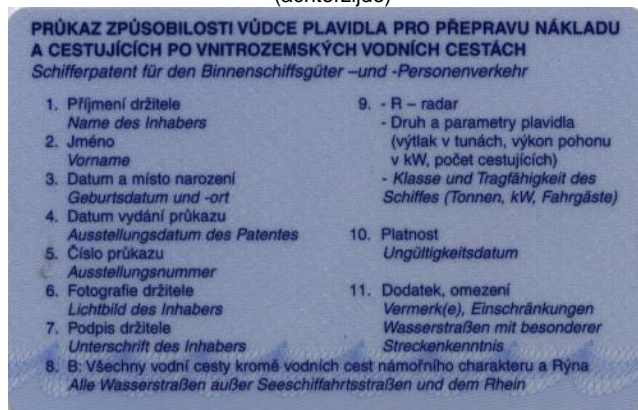 (achterzijde)
PRŮKAZ ZPŮSOBILOSTI VŮDCE PLAVIDLA PRO PŘEPRAVU NÁKLADU
A CESTUJÍCÍCH PO VNITROZEMSKÝCH VODNÍCH CESTÁCH
Schifferpatent für den Binnenschiffsgüter –und -Personenverkehr
1. Příjmení držitele
Name des Inhabers
2. Jméno
Vorname
3. Datum a místo narození
Geburtsdatum und -ort
4. Datum vydání průkazu
Ausstellungsdatum des Patentes
5. Číslo průkazu
Ausstellungsnummer
6. Fotografie držitele
Lichtbild des Inhabers
7. Podpis držitele
Unterschrift des Inhabers
8. B: Všechny vodní cesty kromě vodních cest námořního charakteru a Rýna
Alle Wasserstraßen außer Seeschiffahrtsstraßen und dem Rhein
9. - R – radar
- Druh a parametry plavidla
(výtlak v tunách, výkon pohonu
v kW, počet cestujících)
- Klasse und Tragfähigkeit des
Schiffes (Tonnen, kW, Fahrgäste)
10. Platnost
Ungültigkeitsdatum
11. Dodatek, omezení
Vermerk(e), Einschränkungen
Wasserstraßen mit besonderer
Streckenkenntnis